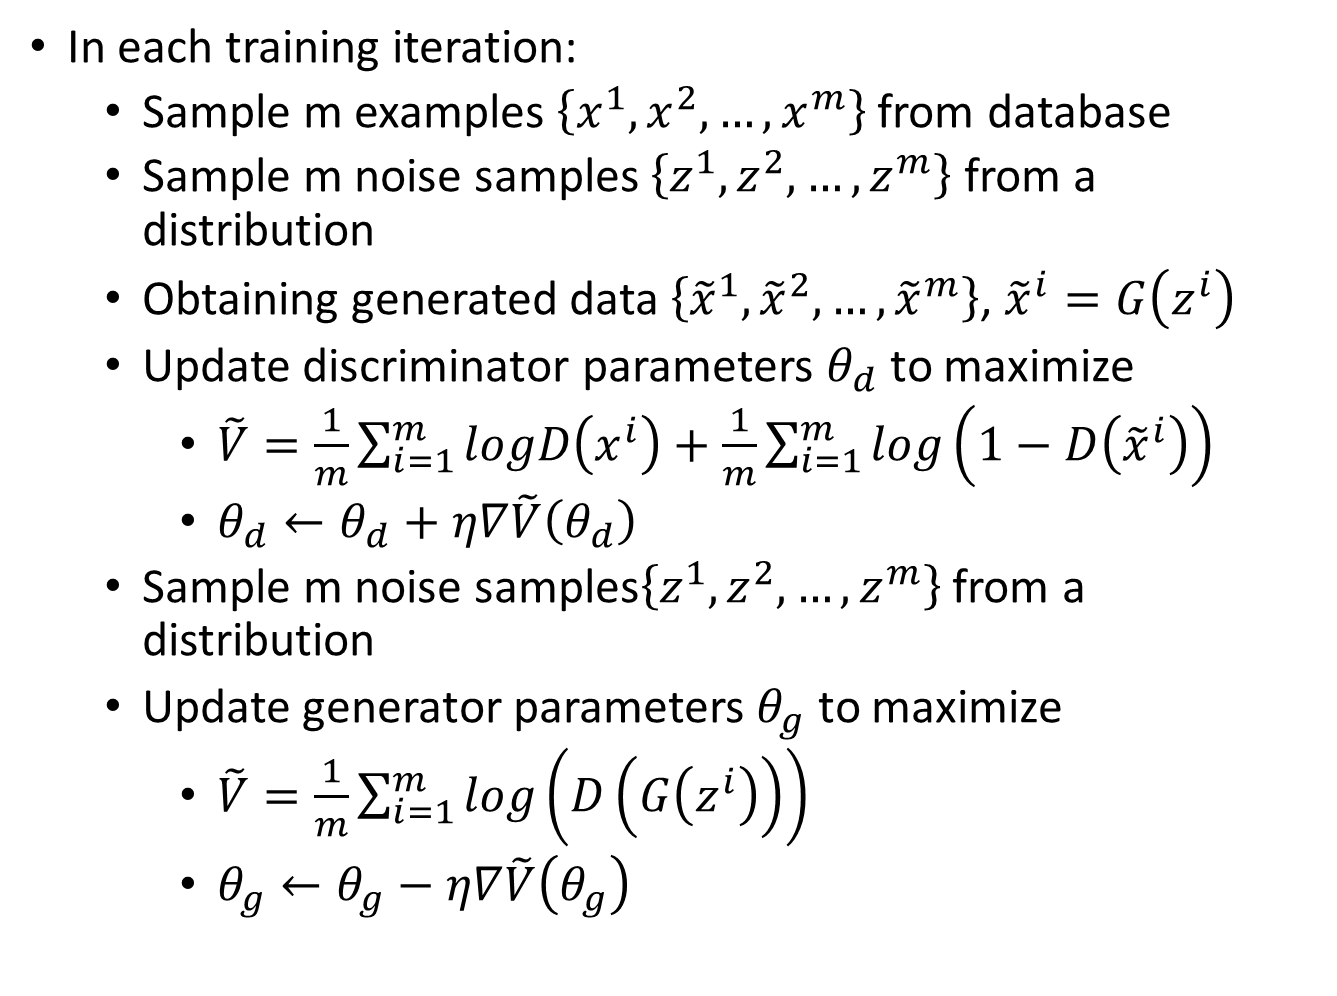 • In each training iteration:
• Sample m examples {x¹, x², … , xᵐ} from database
• Sample m noise samples {z¹, z², … , zᵐ} from a
distribution
• Obtaining generated data {x̃¹, x̃², … , x̃ᵐ}, x̃ⁱ = G(zⁱ)
• Update discriminator parameters θ_d to maximize
• Ṽ = 1/m ∑ᵢ₌₁ᵐ logD(xⁱ) + 1/m ∑ᵢ₌₁ᵐ log(1 − D(x̃ⁱ))
• θ_d ← θ_d + η∇Ṽ(θ_d)
• Sample m noise samples{z¹, z², … , zᵐ} from a
distribution
• Update generator parameters θ_g to maximize
• Ṽ = 1/m ∑ᵢ₌₁ᵐ log(D(G(zⁱ)))
• θ_g ← θ_g − η∇Ṽ(θ_g)